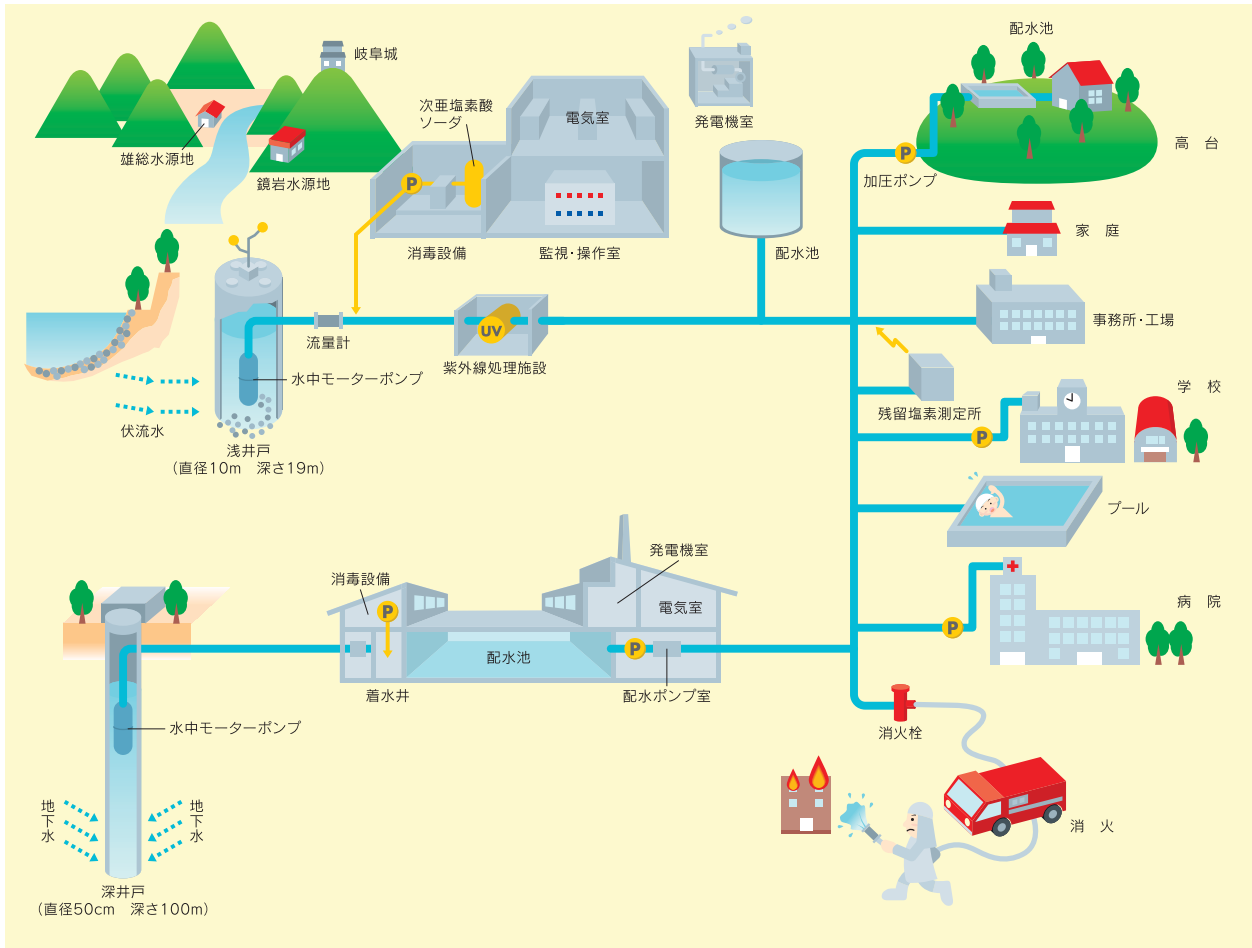 岐阜城
雄総水源地
鏡岩水源地
次亜塩素酸
ソーダ
電気室
発電機室
P
消毒設備
監視・操作室
配水池
配水池
P
加圧ポンプ
高 台
家 庭
事務所・工場
流量計
UV
紫外線処理施設
水中モーターポンプ
伏流水
浅井戸
(直径10m 深さ19m)
残留塩素測定所
学 校
P
プール
病 院
P
消毒設備
P
発電機室
電気室
配水池
P
着水井
配水ポンプ室
水中モーターポンプ
地下水
地下水
深井戸
(直径50cm 深さ100m)
消火栓
消 火